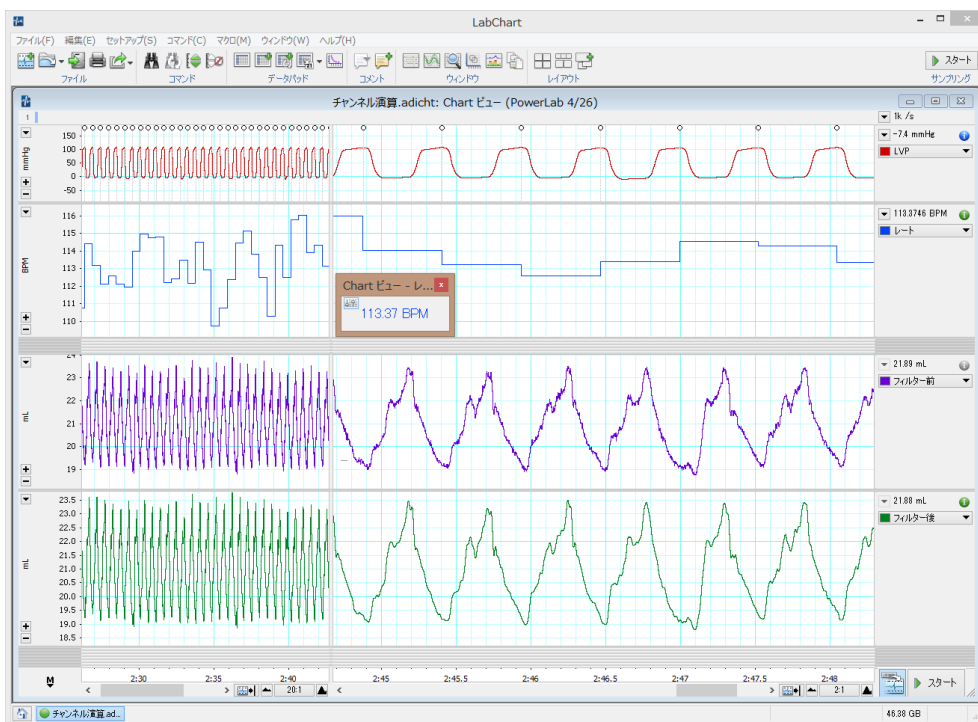 LabChart
ファイル(F) 編集(E) セットアップ(S) コマンド(C) マクロ(M) ウィンドウ(W) ヘルプ(H)
ファイル コマンド データパッド コメント ウィンドウ レイアウト
スタート
サンプリング
チャンネル演算.adicht: Chart ビュー (PowerLab 4/26)
1
1k /s
150
100
50
0
-50
mmHg
-7.4 mmHg
LVP
116
115
114
113
112
111
110
BPM
113.3746 BPM
レート
Chart ビュー - レ... x
113.37 BPM
24
23
22
21
20
19
mL
21.89 mL
フィルター前
23.5
23.0
22.5
22.0
21.5
21.0
20.5
20.0
19.5
19.0
18.5
mL
21.88 mL
フィルター後
M
2:30 2:35 2:40 2:45 2:45.5 2:46 2:46.5 2:47 2:47.5 2:48
20:1 2:1
スタート
チャンネル演算.ad..
46.38 GB